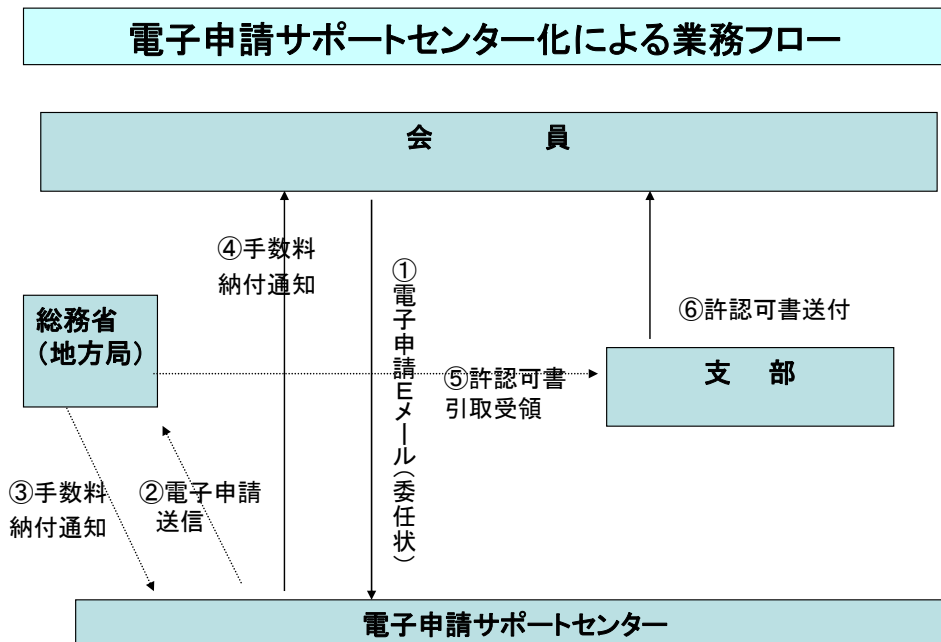 電子申請サポートセンター化による業務フロー
会 員
④手数料
納付通知
①電子申請Eメール(委任状)
⑥許認可書送付
総務省
(地方局)
支 部
⑤許認可書
引取受領
③手数料
納付通知
②電子申請
送信
電子申請サポートセンター